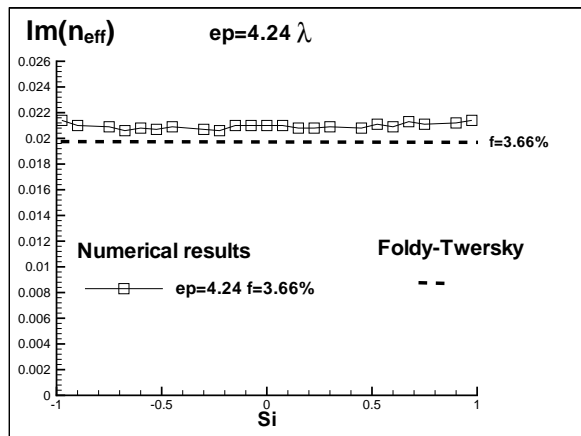 Im(neff) ep=4.24 λ
0.026
0.024
0.022
0.02
f=3.66%
0.018
0.016
0.014
0.012
Numerical results Foldy-Twersky
0.01
0.008
ep=4.24 f=3.66%
0.006
0.004
0.002
0
-1 -0.5 0 0.5 1
Si